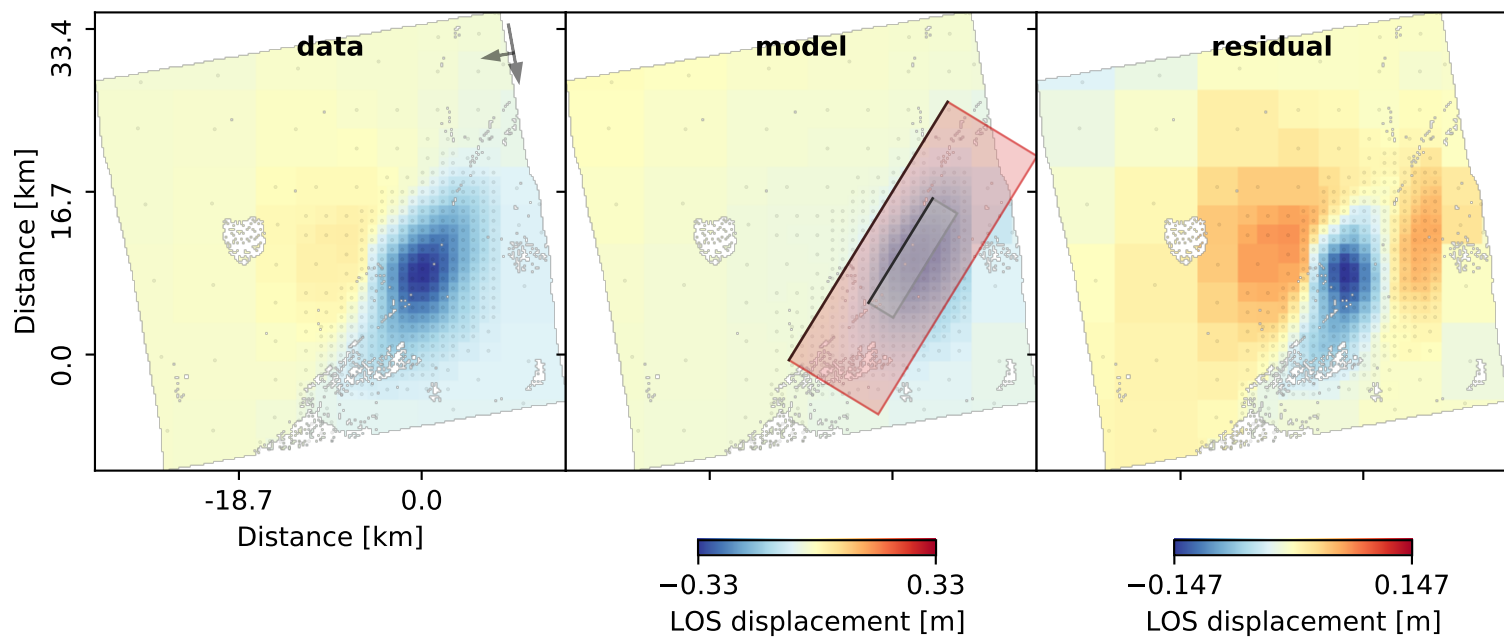 data
model
residual
Distance [km]
33.4
16.7
0.0
-18.7
0.0
Distance [km]
−0.33
0.33
LOS displacement [m]
−0.147
0.147
LOS displacement [m]